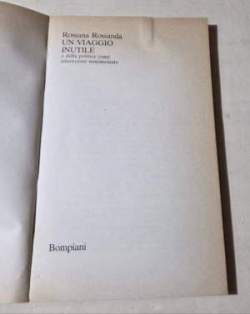 Rossana Rossanda
UN VIAGGIO
INUTILE
o della politica come
educazione sentimentale
Bompiani